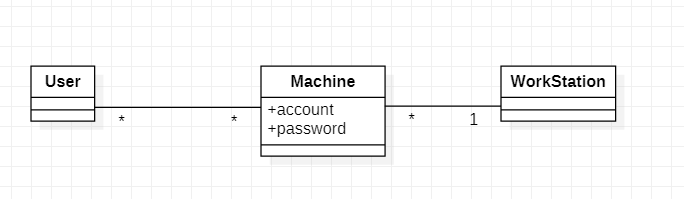 User
Machine
WorkStation
+account
+password
*
*
*
1